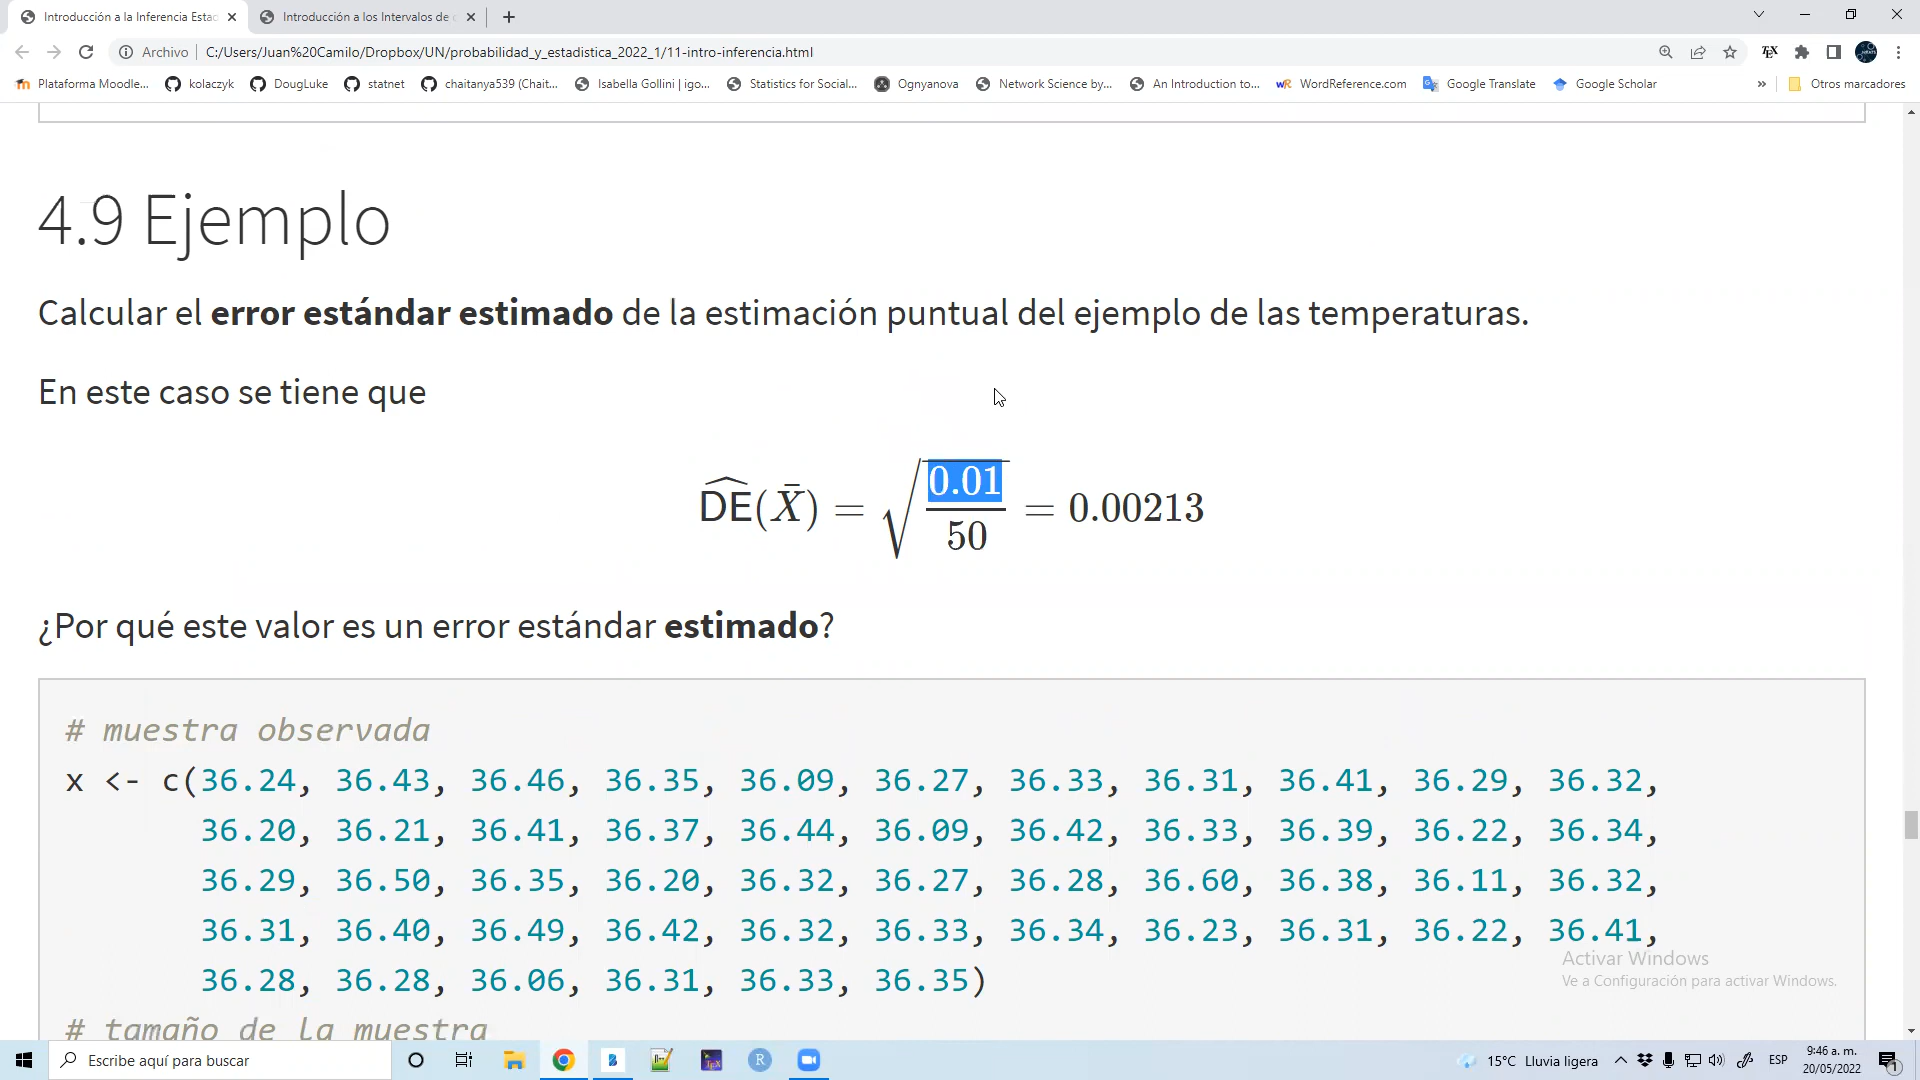 Introducción a la Inferencia Esta
Introducción a los Intervalos de
Archivo
C:/Users/Juan%20Camilo/Dropbox/UN/probabilidad_y_estadistica_2022_1/11-intro-inferencia.html
Plataforma Moodle... kolaczyk DougLuke statnet chaitanya539 (Chait... Isabella Gollini | igo... Statistics for Social... Ognyanova Network Science by... An Introduction to... WordReference.com Google Translate Google Scholar » Otros marcadores
4.9 Ejemplo
Calcular el error estándar estimado de la estimación puntual del ejemplo de las temperaturas.
En este caso se tiene que
\widehat{DE}(X̄) = √(0.01/50) = 0.00213
¿Por qué este valor es un error estándar estimado?
# muestra observada
x <- c(36.24, 36.43, 36.46, 36.35, 36.09, 36.27, 36.33, 36.31, 36.41, 36.29, 36.32,
36.20, 36.21, 36.41, 36.37, 36.44, 36.09, 36.42, 36.33, 36.39, 36.22, 36.34,
36.29, 36.50, 36.35, 36.20, 36.32, 36.27, 36.28, 36.60, 36.38, 36.11, 36.32,
36.31, 36.40, 36.49, 36.42, 36.32, 36.33, 36.34, 36.23, 36.31, 36.22, 36.41,
36.28, 36.28, 36.06, 36.31, 36.33, 36.35)
# tamaño de la muestra
Activar Windows
Ve a Configuración para activar Windows.
Escribe aquí para buscar
15°C Lluvia ligera
ESP
9:46 a. m.
20/05/2022